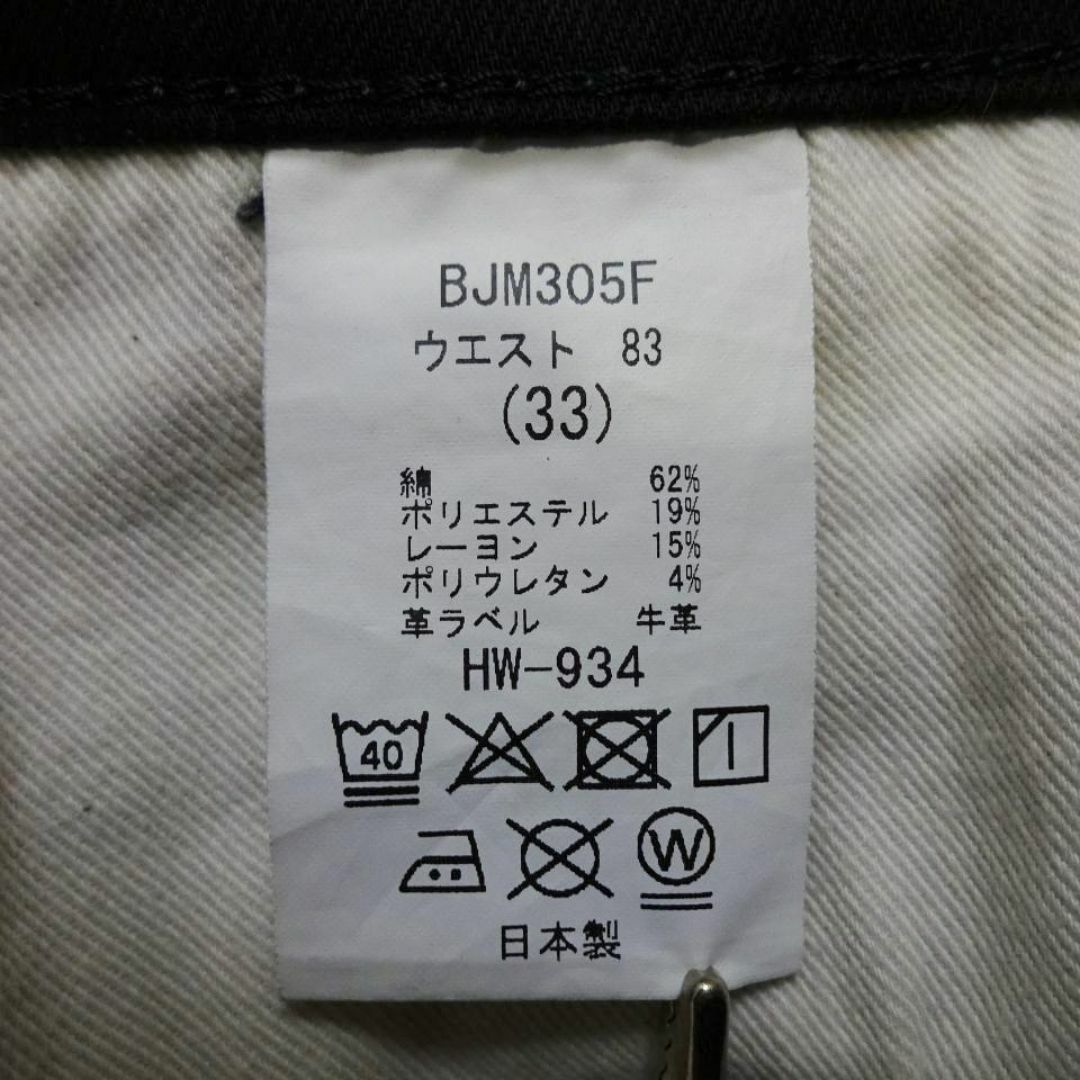 BJM305F
ウエスト 83
(33)
綿 62%
ポリエステル 19%
レーヨン 15%
ポリウレタン 4%
革ラベル 牛革
HW-934
40
W
日本製